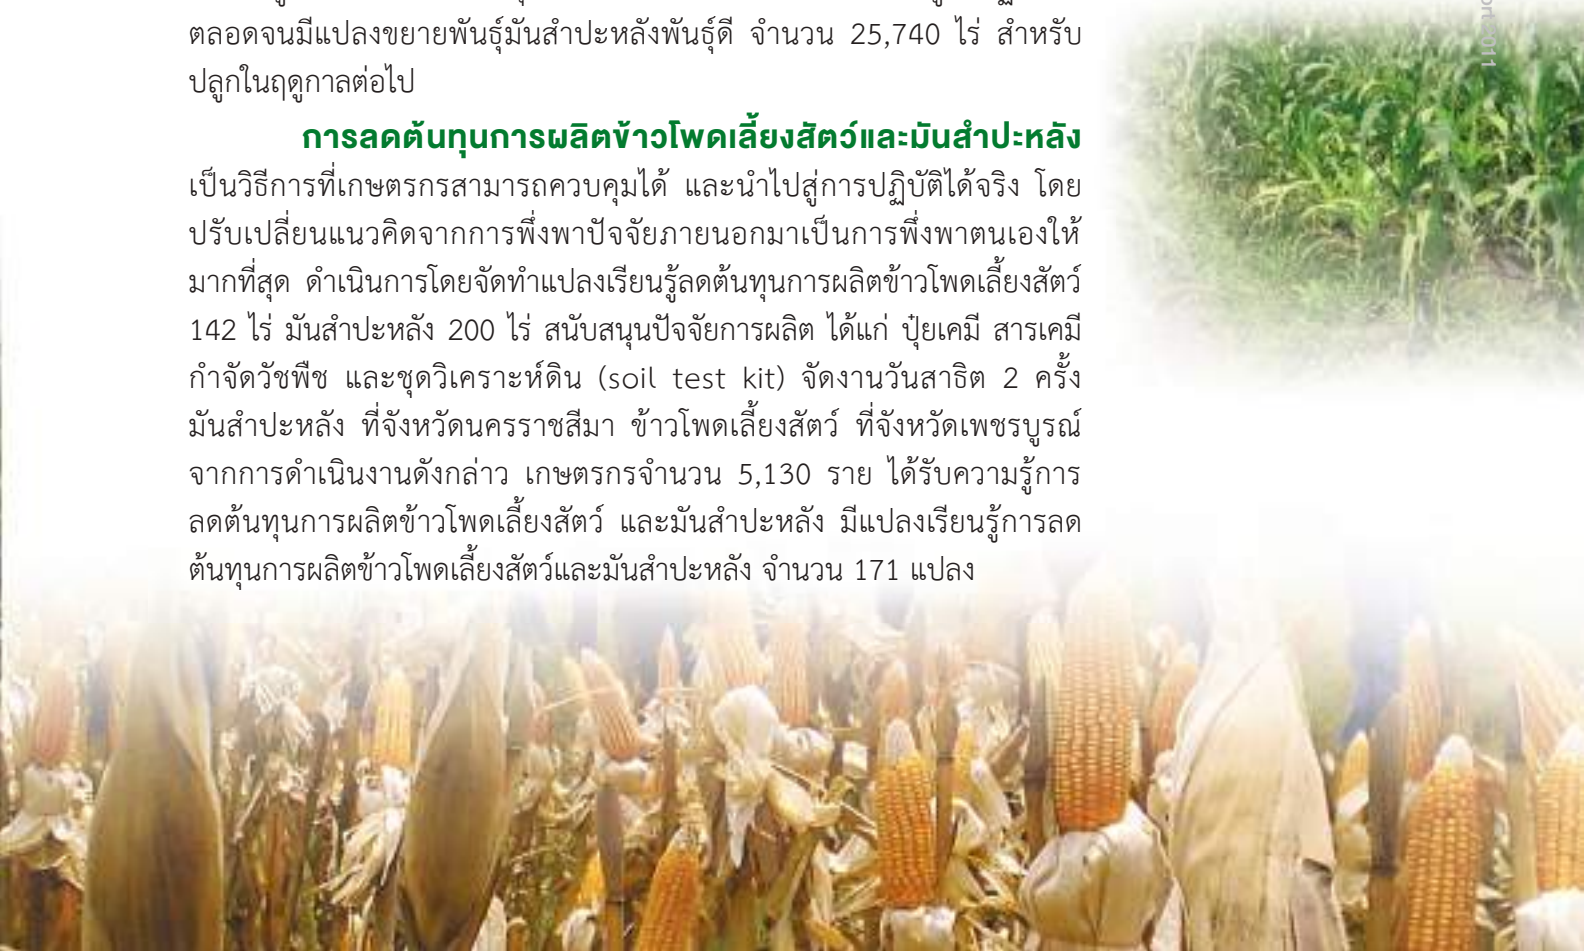 ตลอดจนมีแปลงขยายพันธุ์มันสำปะหลังพันธุ์ดี จำนวน 25,740 ไร่ สำหรับ
ปลูกในฤดูกาลต่อไป
การลดต้นทุนการผลิตข้าวโพดเลี้ยงสัตว์และมันสำปะหลัง
เป็นวิธีการที่เกษตรกรสามารถควบคุมได้ และนำไปสู่การปฏิบัติได้จริง โดย
ปรับเปลี่ยนแนวคิดจากการพึ่งพาปัจจัยภายนอกมาเป็นการพึ่งพาตนเองให้
มากที่สุด ดำเนินการโดยจัดทำแปลงเรียนรู้ลดต้นทุนการผลิตข้าวโพดเลี้ยงสัตว์
142 ไร่ มันสำปะหลัง 200 ไร่ สนับสนุนปัจจัยการผลิต ได้แก่ ปุ๋ยเคมี สารเคมี
กำจัดวัชพืช และชุดวิเคราะห์ดิน (soil test kit) จัดงานวันสาธิต 2 ครั้ง
มันสำปะหลัง ที่จังหวัดนครราชสีมา ข้าวโพดเลี้ยงสัตว์ ที่จังหวัดเพชรบูรณ์
จากการดำเนินงานดังกล่าว เกษตรกรจำนวน 5,130 ราย ได้รับความรู้การ
ลดต้นทุนการผลิตข้าวโพดเลี้ยงสัตว์ และมันสำปะหลัง มีแปลงเรียนรู้การลด
ต้นทุนการผลิตข้าวโพดเลี้ยงสัตว์และมันสำปะหลัง จำนวน 171 แปลง
2011